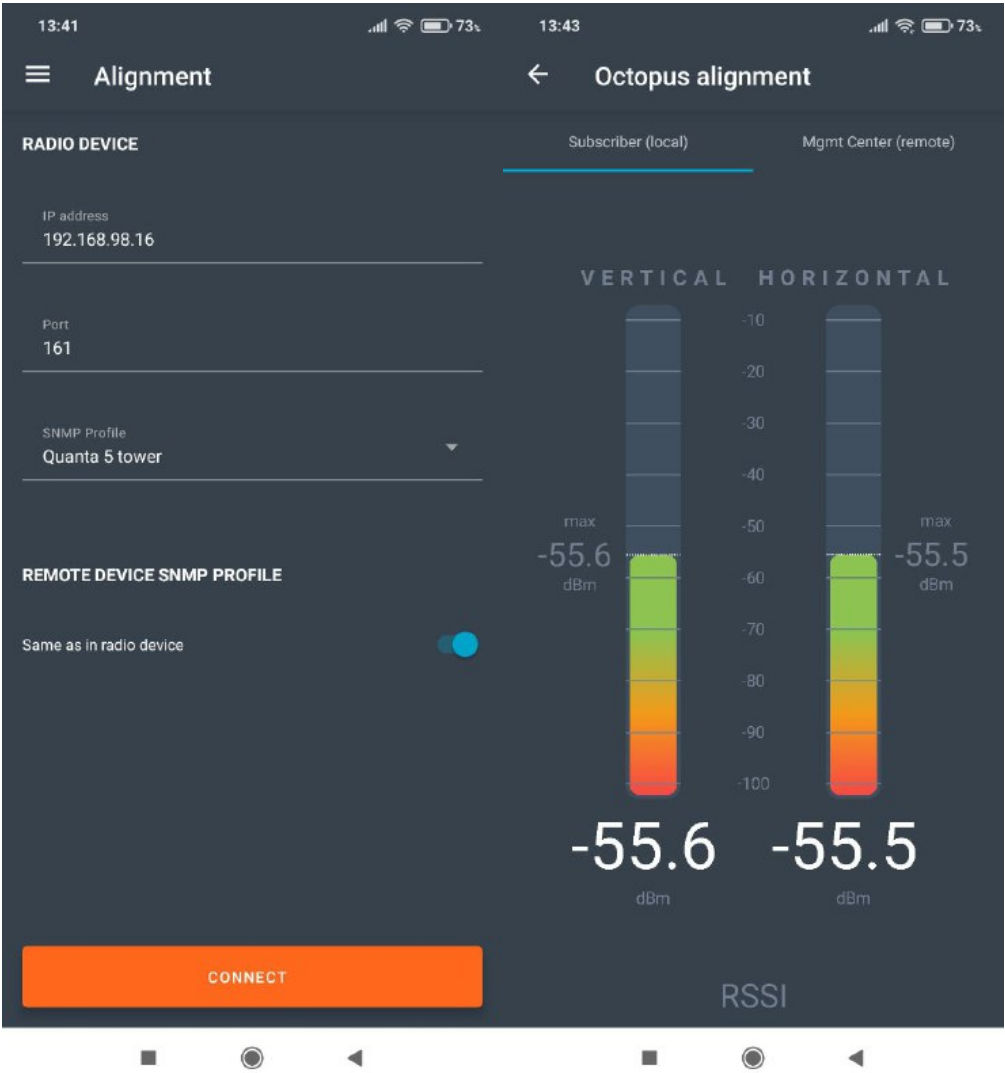 13:41
73%
Alignment
RADIO DEVICE
IP address
192.168.98.16
Port
161
SNMP Profile
Quanta 5 tower
REMOTE DEVICE SNMP PROFILE
Same as in radio device
CONNECT
13:43
73%
Octopus alignment
Subscriber (local) Mgmt Center (remote)
VERTICAL HORIZONTAL
-10
-20
-30
-40
-50
-60
-70
-80
-90
-100
max
-55.6
dBm
max
-55.5
dBm
-55.6 -55.5
dBm dBm
RSSI